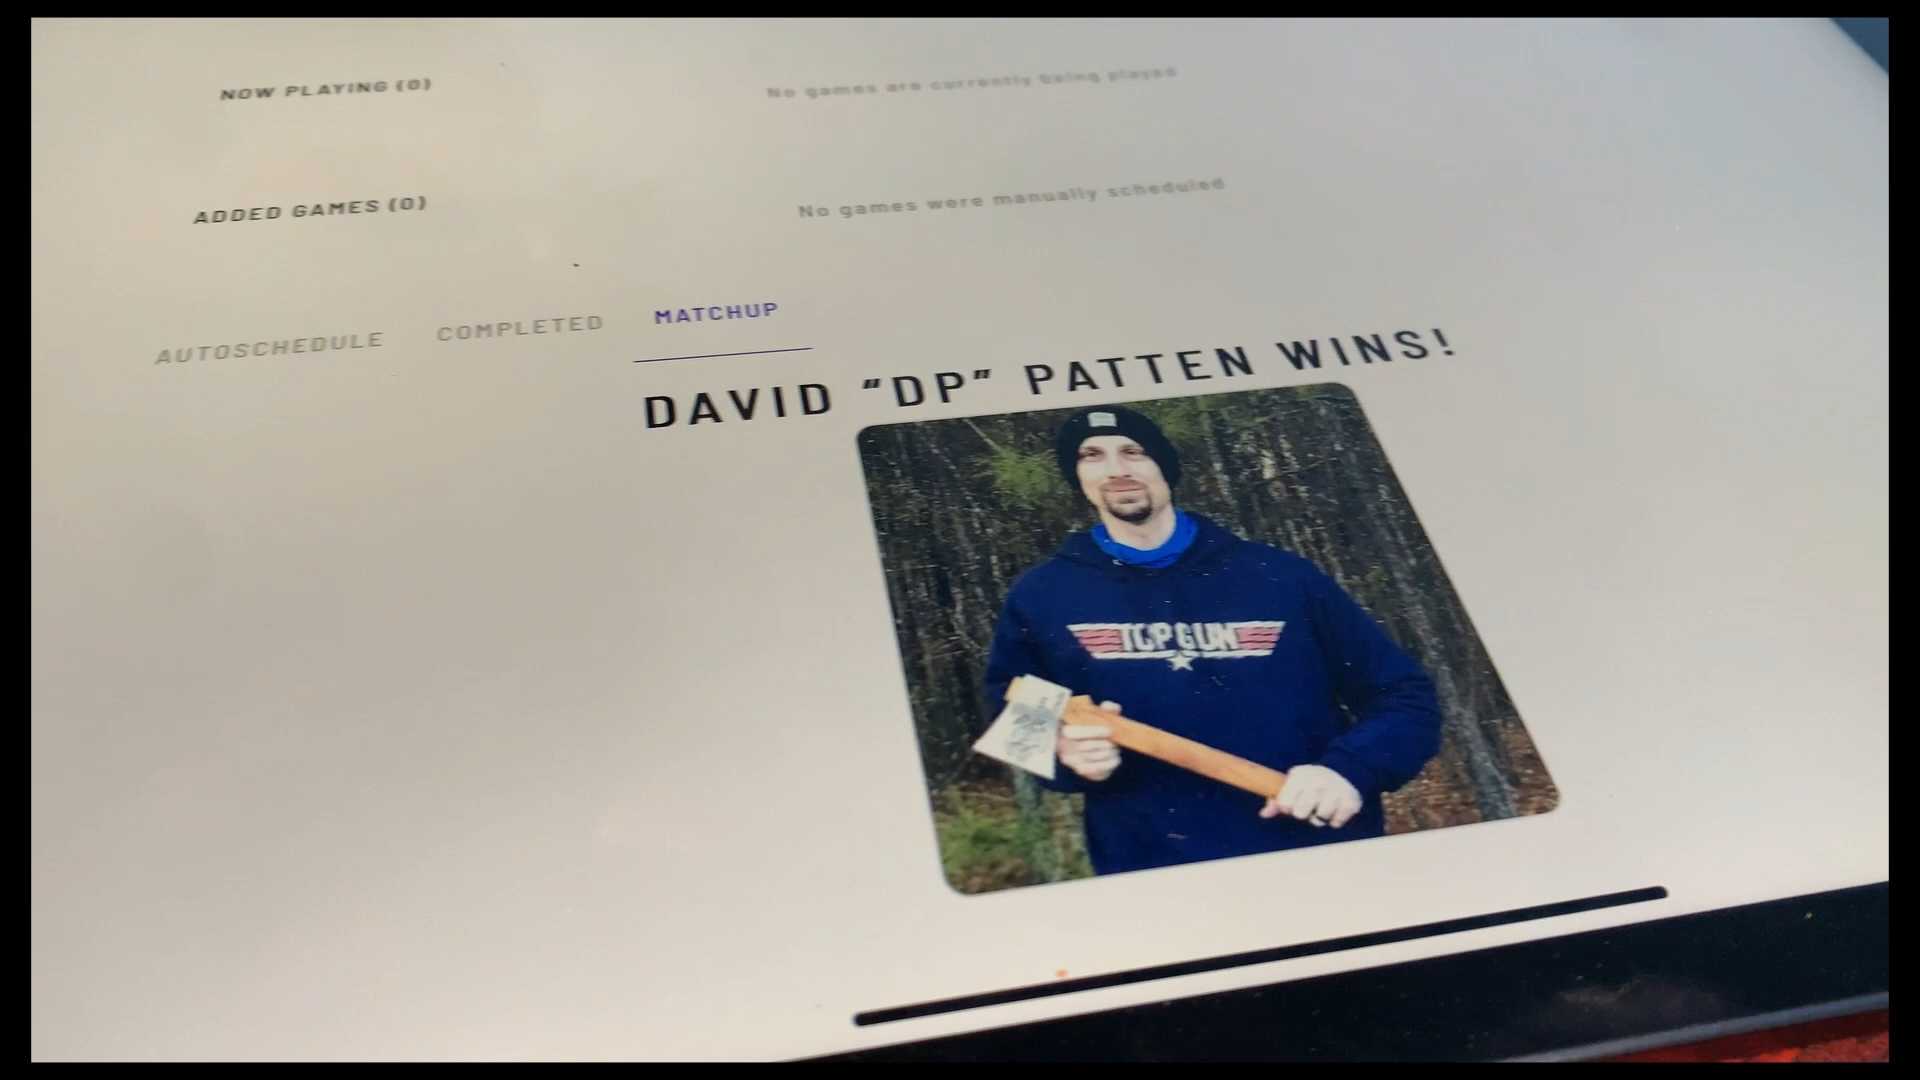 NOW PLAYING (0)
No games are currently being played
ADDED GAMES (0)
No games were manually scheduled
AUTOSCHEDULE
COMPLETED
MATCHUP
DAVID “DP” PATTEN WINS!
TOP GUN